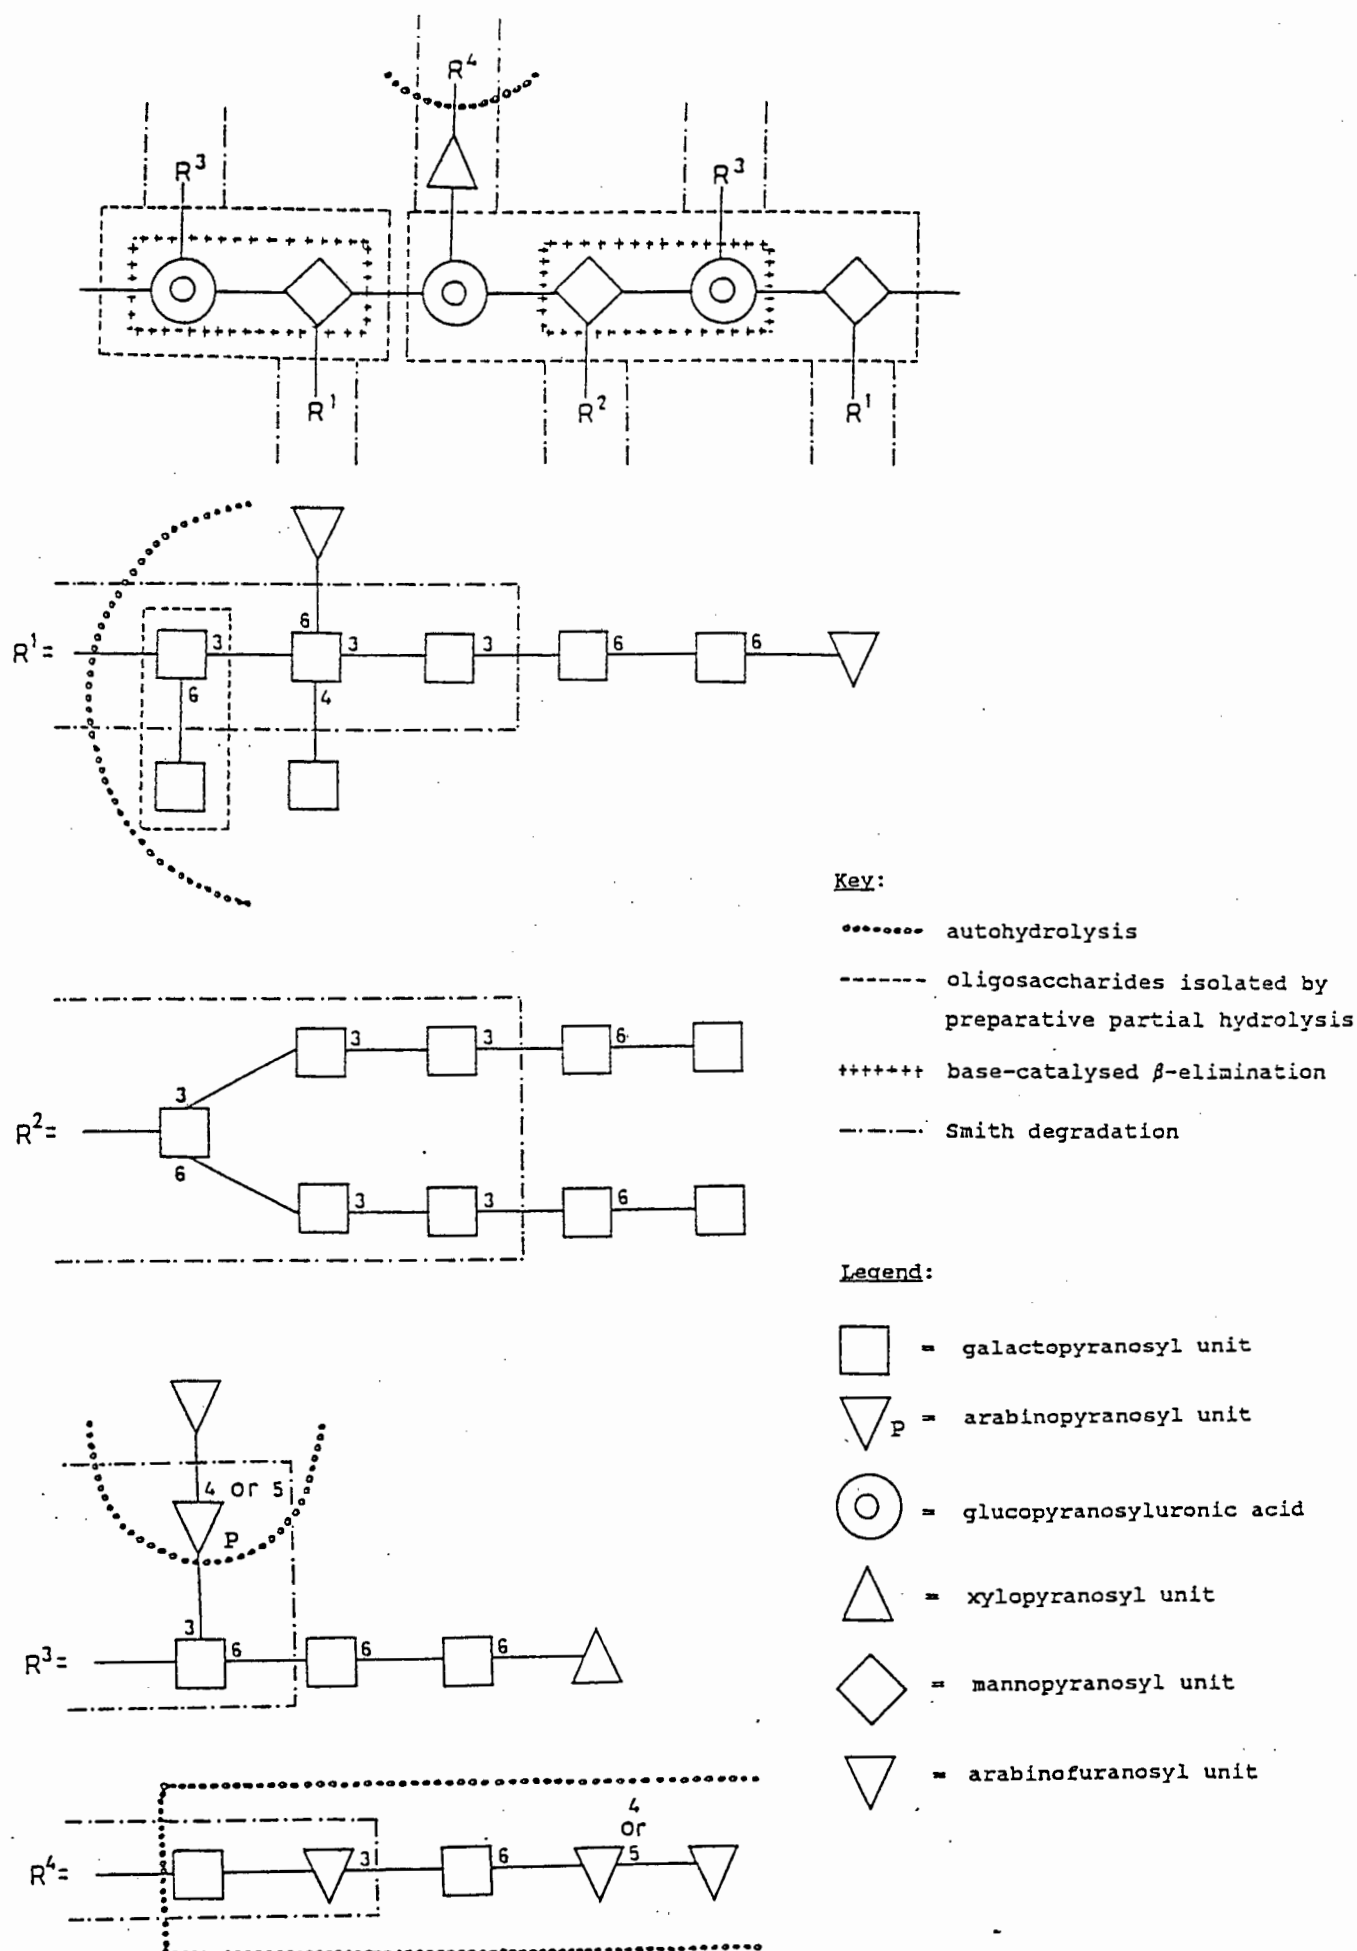 R4
R3
R3
R1
R2
R1
6
R1=
3
3
3
6
6
6
4
Key:
autohydrolysis
oligosaccharides isolated by
preparative partial hydrolysis
base-catalysed β-elimination
Smith degradation
3
3
6
3
R2=
6
3
3
6
Legend:
= galactopyranosyl unit
P = arabinopyranosyl unit
= glucopyranosyluronic acid
= xylopyranosyl unit
= mannopyranosyl unit
= arabinofuranosyl unit
4 or 5
P
3
R3=
6
6
6
4
or
5
R4=
3
6